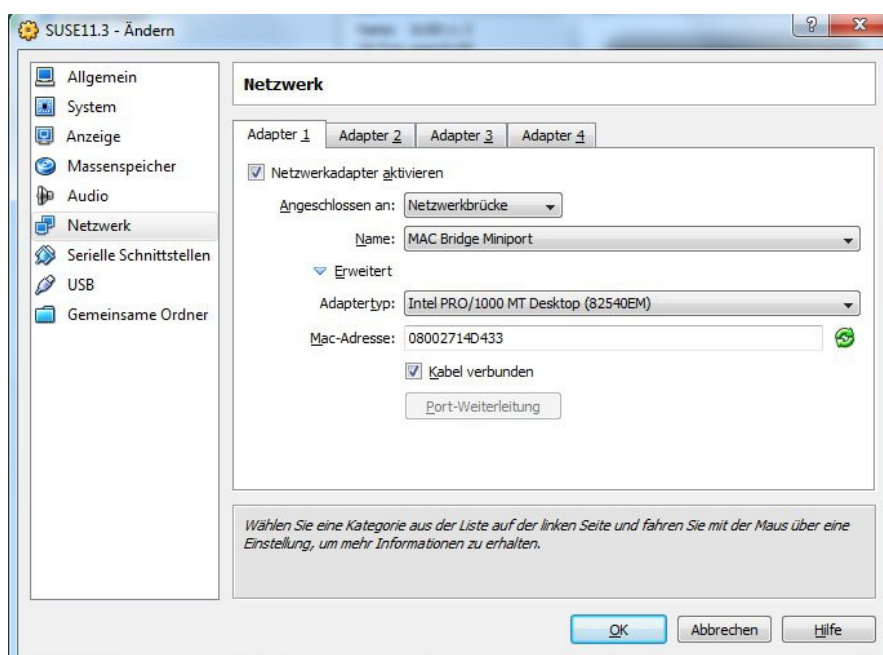 SUSE11.3 - Ändern
Allgemein
System
Anzeige
Massenspeicher
Audio
Netzwerk
Serielle Schnittstellen
USB
Gemeinsame Ordner
Netzwerk
Adapter 1
Adapter 2
Adapter 3
Adapter 4
Netzwerkadapter aktivieren
Angeschlossen an: Netzwerkbrücke
Name: MAC Bridge Miniport
Erweitert
Adaptertyp: Intel PRO/1000 MT Desktop (82540EM)
Mac-Adresse: 08002714D433
Kabel verbunden
Port-Weiterleitung
Wählen Sie eine Kategorie aus der Liste auf der linken Seite und fahren Sie mit der Maus über eine
Einstellung, um mehr Informationen zu erhalten.
OK
Abbrechen
Hilfe